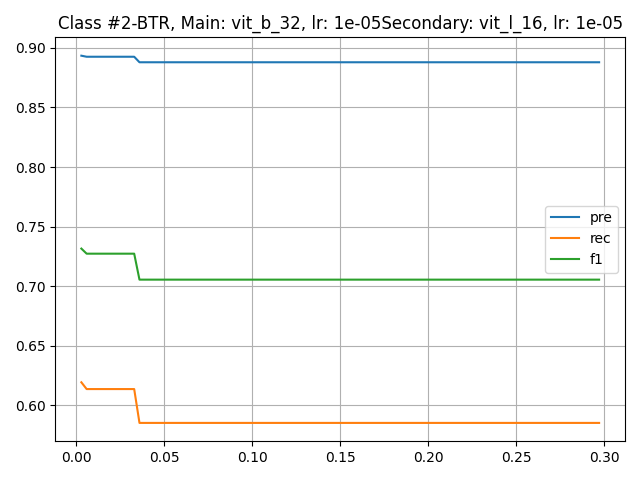 Class #2-BTR, Main: vit_b_32, lr: 1e-05Secondary: vit_l_16, lr: 1e-05
0.90
0.85
0.80
0.75
0.70
0.65
0.60
pre
rec
f1
0.00 0.05 0.10 0.15 0.20 0.25 0.30